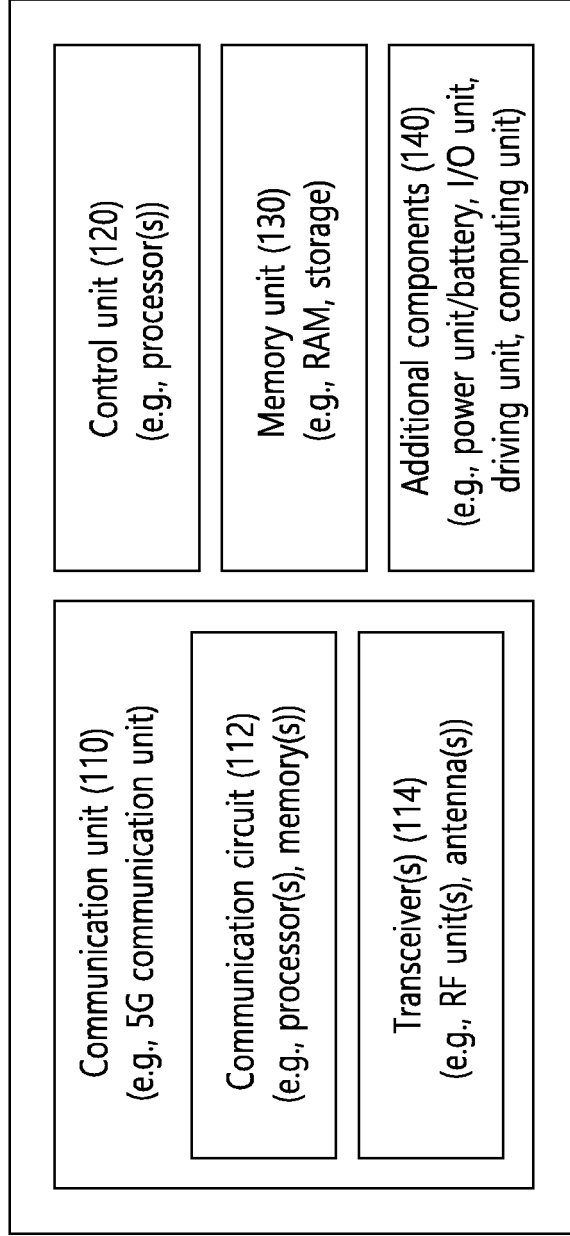 Communication unit (110)
(e.g., 5G communication unit)
Communication circuit (112)
(e.g., processor(s), memory(s))
Transceiver(s) (114)
(e.g., RF unit(s), antenna(s))
Control unit (120)
(e.g., processor(s))
Memory unit (130)
(e.g., RAM, storage)
Additional components (140)
(e.g., power unit/battery, I/O unit,
driving unit, computing unit)